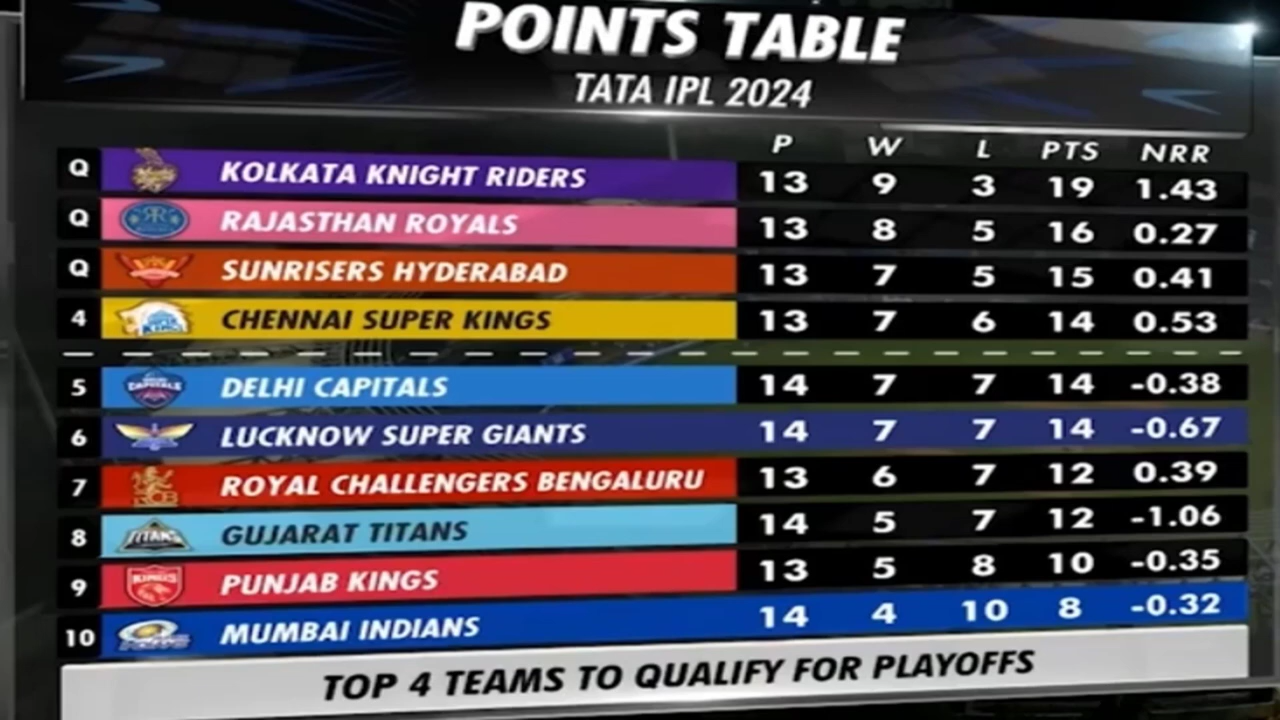 POINTS TABLE
TATA IPL 2024
P W L PTS NRR
Q KOLKATA KNIGHT RIDERS 13 9 3 19 1.43
Q RAJASTHAN ROYALS 13 8 5 16 0.27
Q SUNRISERS HYDERABAD 13 7 5 15 0.41
4 CHENNAI SUPER KINGS 13 7 6 14 0.53
5 DELHI CAPITALS 14 7 7 14 -0.38
6 LUCKNOW SUPER GIANTS 14 7 7 14 -0.67
7 ROYAL CHALLENGERS BENGALURU 13 6 7 12 0.39
8 TITANS GUJARAT TITANS 14 5 7 12 -1.06
9 KINGS PUNJAB KINGS 13 5 8 10 -0.35
10 MUMBAI INDIANS 14 4 10 8 -0.32
TOP 4 TEAMS TO QUALIFY FOR PLAYOFFS